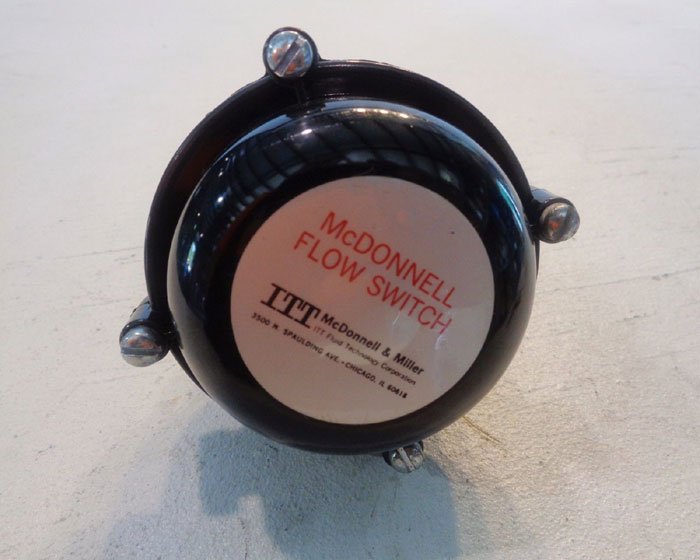 McDONNELL
FLOW SWITCH
ITT McDonnell & Miller
ITT Fluid Technology Corporation
3500 N. SPAULDING AVE. • CHICAGO, IL 60618